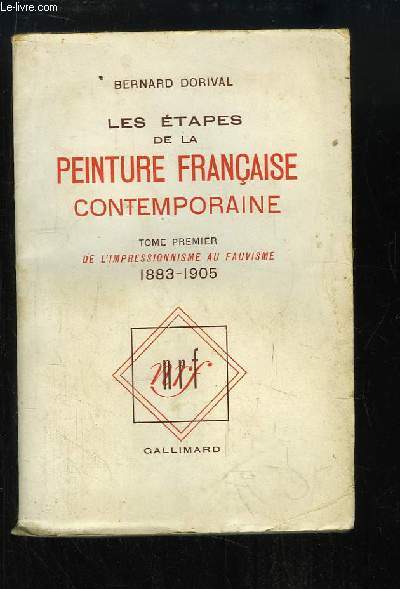 Le-livre.com
BERNARD DORIVAL
LES ÉTAPES
DE LA
PEINTURE FRANÇAISE
CONTEMPORAINE
TOME PREMIER
DE L'IMPRESSIONNISME AU FAUVISME
1883-1905
nrf
GALLIMARD